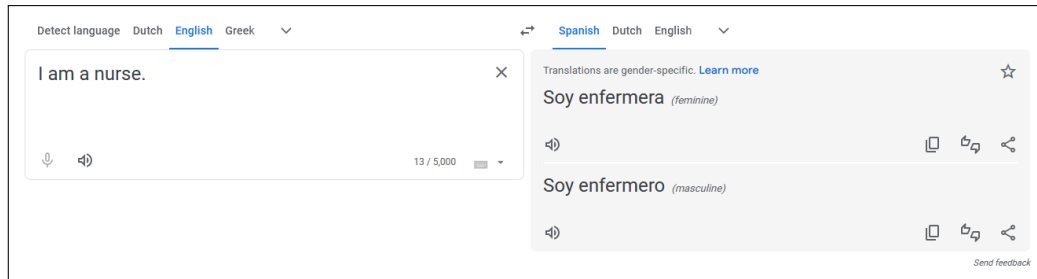 Detect language Dutch English Greek
Spanish Dutch English
I am a nurse.
13 / 5,000
Translations are gender-specific. Learn more
Soy enfermera (feminine)
Soy enfermero (masculine)
Send feedback